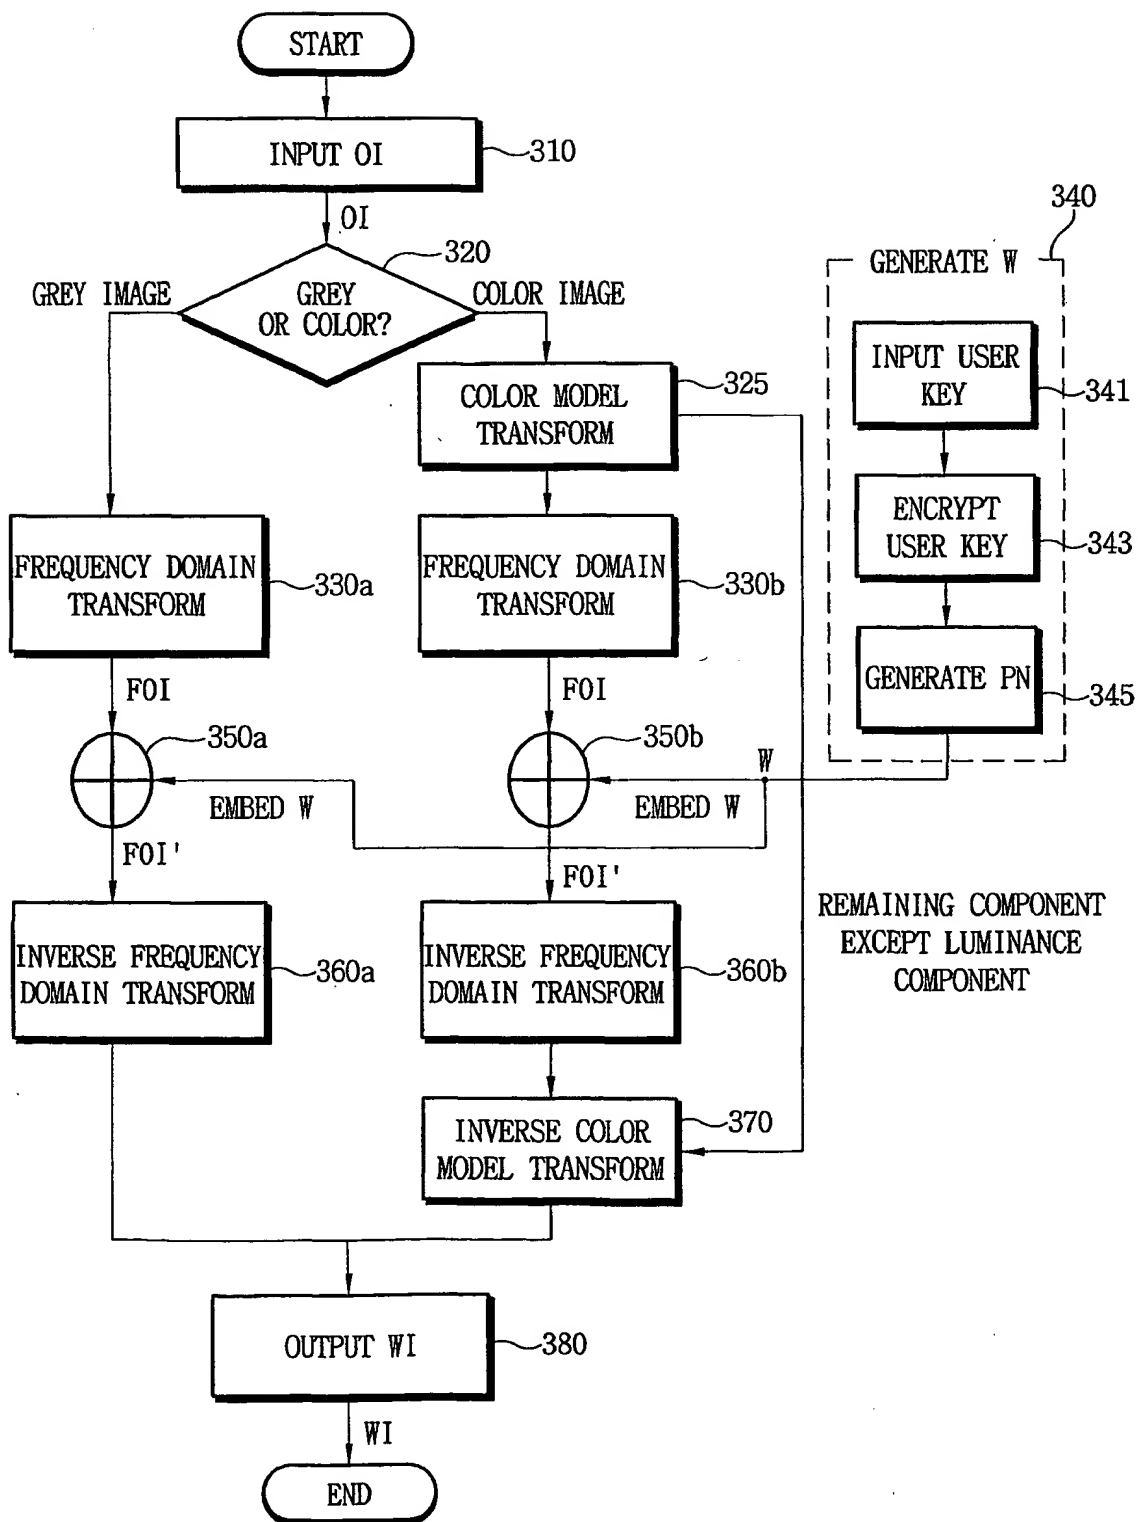 START
INPUT OI
310
OI
340
320
GENERATE W
GREY IMAGE
GREY
OR COLOR?
COLOR IMAGE
INPUT USER
KEY
341
325
COLOR MODEL
TRANSFORM
ENCRYPT
USER KEY
343
FREQUENCY DOMAIN
TRANSFORM
330a
FREQUENCY DOMAIN
TRANSFORM
330b
GENERATE PN
345
FOI
FOI
350a
350b
W
EMBED W
EMBED W
FOI'
FOI'
REMAINING COMPONENT
EXCEPT LUMINANCE
COMPONENT
INVERSE FREQUENCY
DOMAIN TRANSFORM
360a
INVERSE FREQUENCY
DOMAIN TRANSFORM
360b
INVERSE COLOR
MODEL TRANSFORM
370
OUTPUT WI
380
WI
END